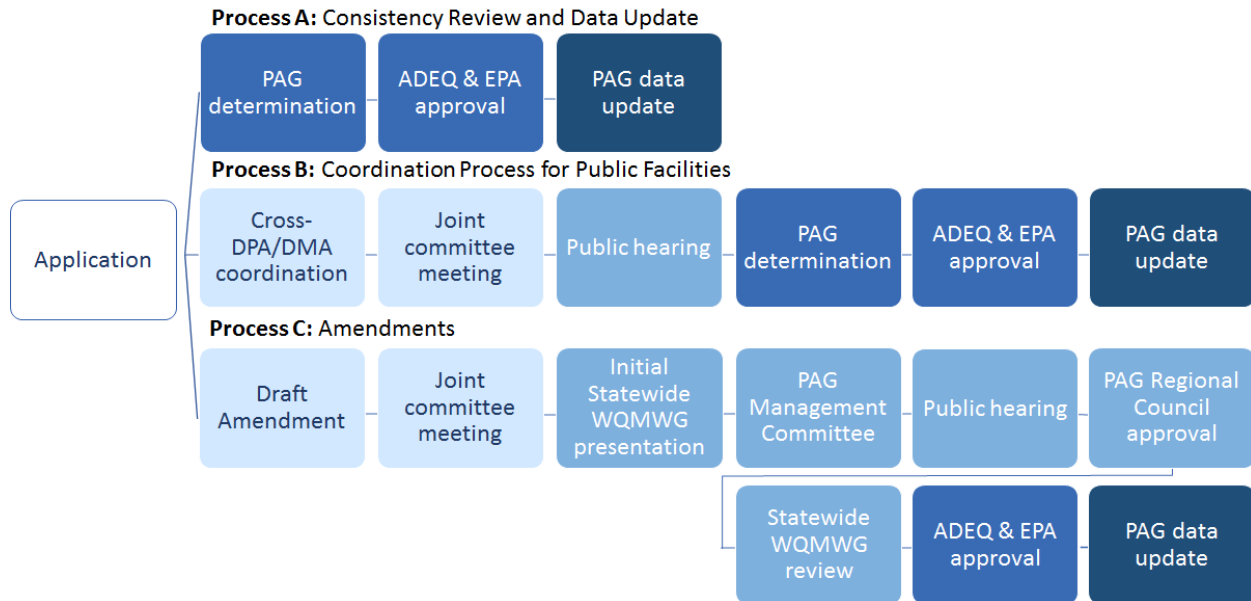 Process A: Consistency Review and Data Update
PAG
determination
ADEQ & EPA
approval
PAG data
update
Process B: Coordination Process for Public Facilities
Application
Cross-
DPA/DMA
coordination
Joint
committee
meeting
Public hearing
PAG
determination
ADEQ & EPA
approval
PAG data
update
Process C: Amendments
Draft
Amendment
Joint
committee
meeting
Initial
Statewide
WQMWG
presentation
PAG
Management
Committee
Public hearing
PAG Regional
Council
approval
Statewide
WQMWG
review
ADEQ & EPA
approval
PAG data
update